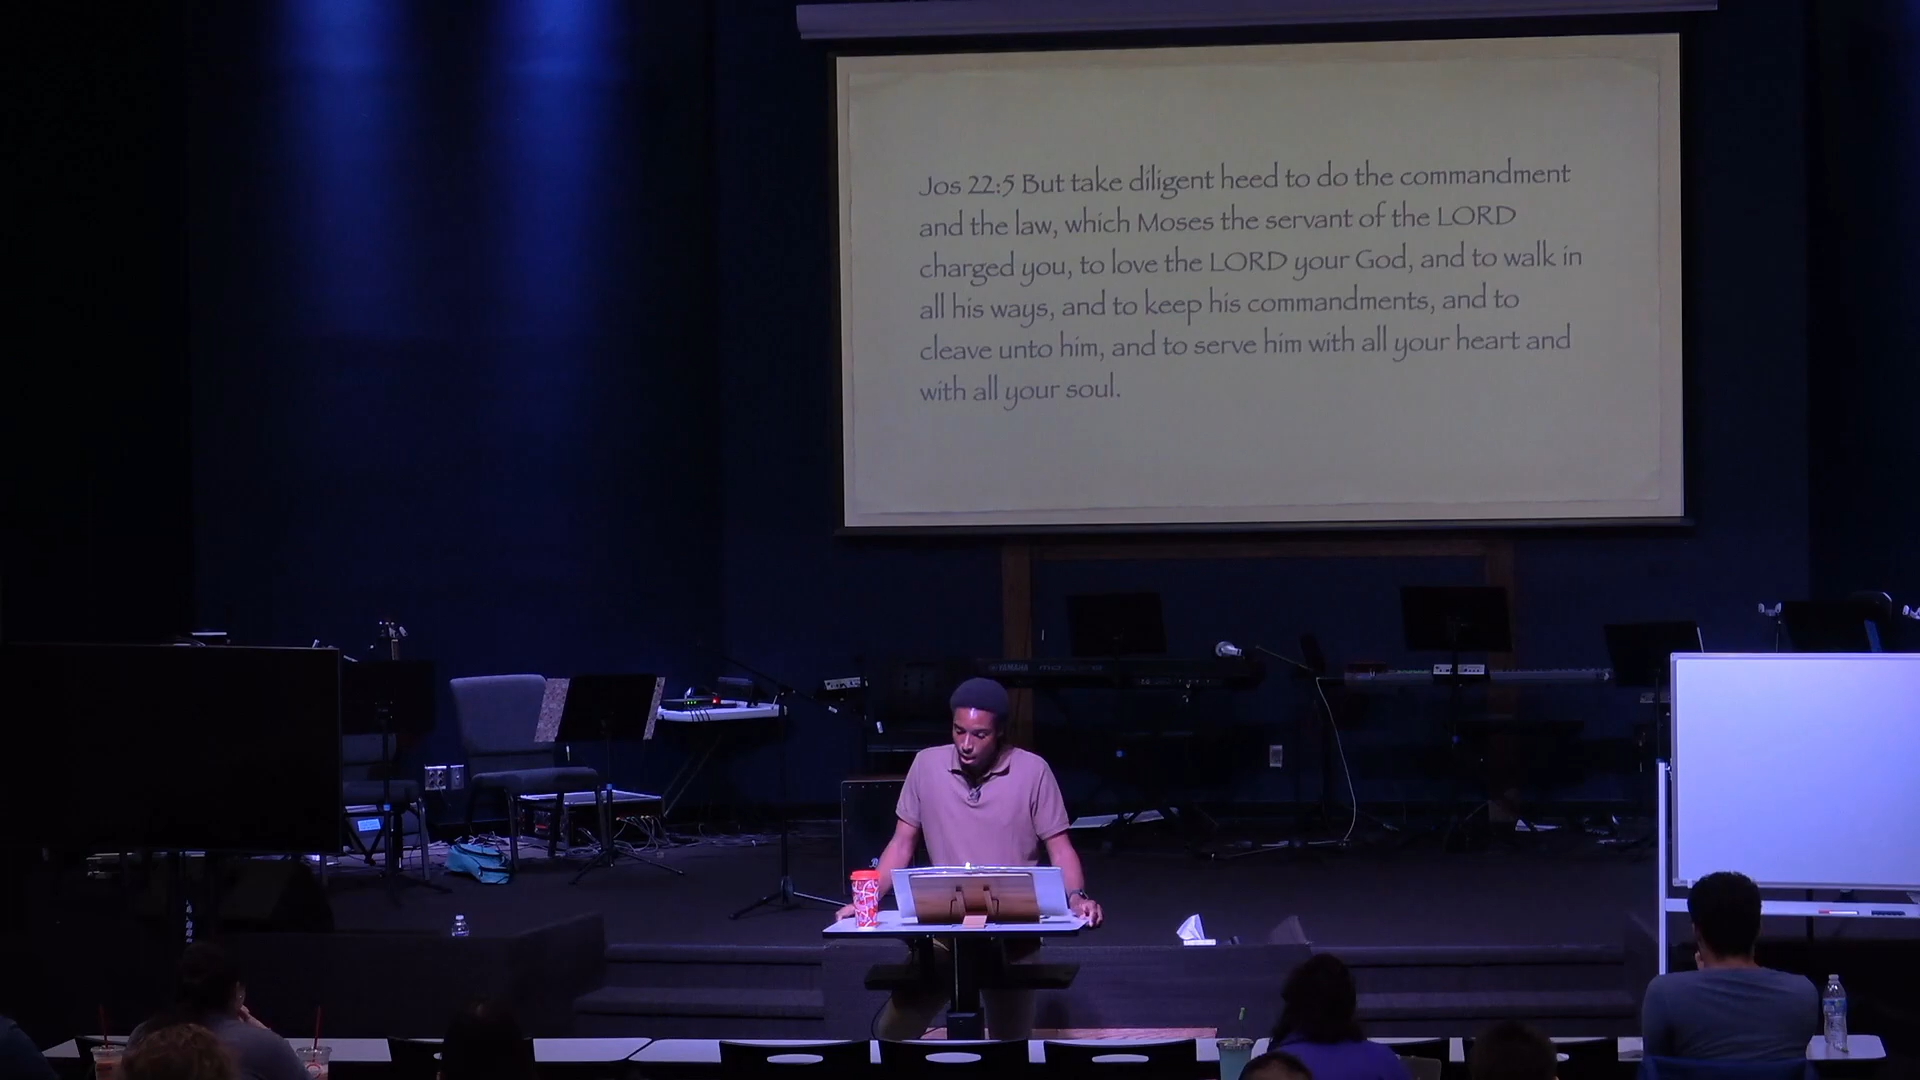 Jos 22:5 But take diligent heed to do the commandment
and the law, which Moses the servant of the LORD
charged you, to love the LORD your God, and to walk in
all his ways, and to keep his commandments, and to
cleave unto him, and to serve him with all your heart and
with all your soul.
YAMAHA